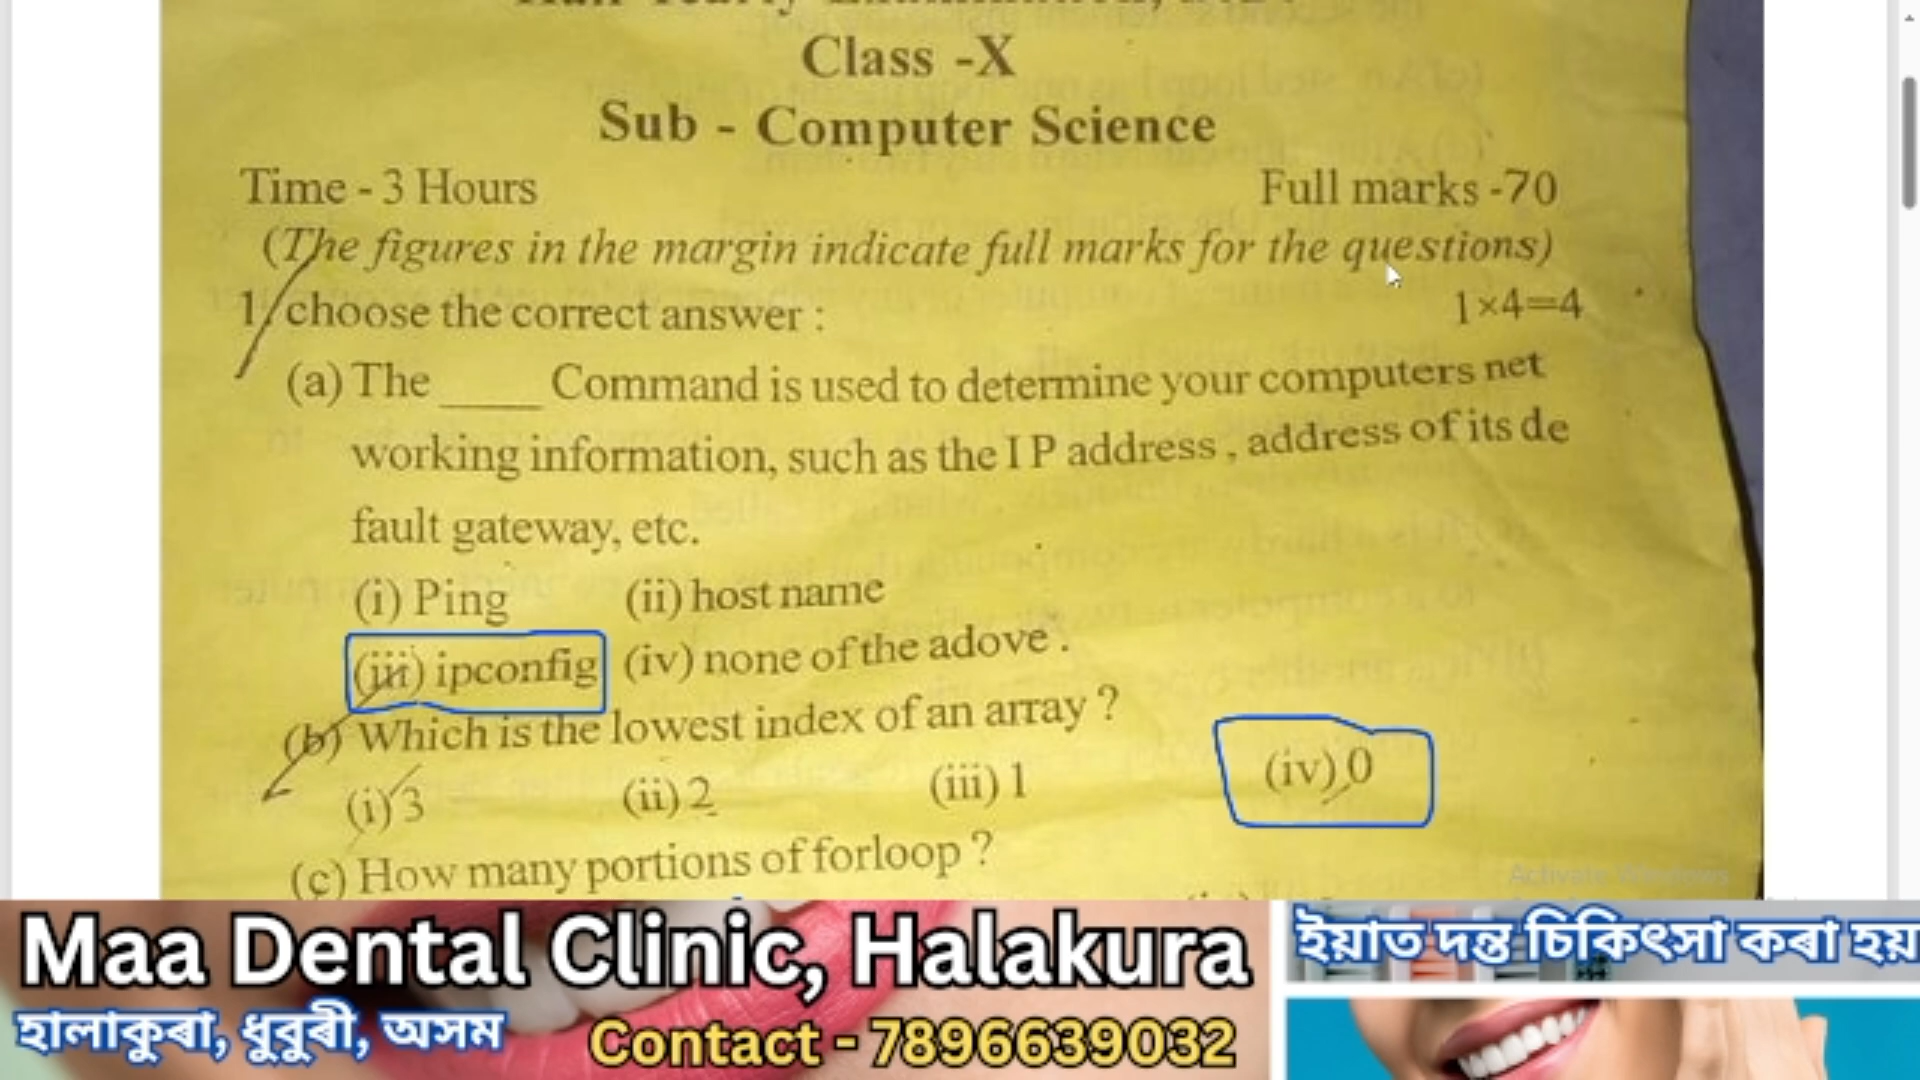 Class -X
Sub - Computer Science
Time - 3 Hours Full marks -70
(The figures in the margin indicate full marks for the questions)
1 choose the correct answer : 1×4=4
(a) The ____ Command is used to determine your computers net
working information, such as the I P address , address of its de
fault gateway, etc.
(i) Ping (ii) host name
(iii) ipconfig (iv) none of the adove .
(b) Which is the lowest index of an array ?
(i) 3 (ii) 2 (iii) 1 (iv) 0
(c) How many portions of forloop ?
Activate Windows
Maa Dental Clinic, Halakura
হালাকুৰা, ধুবুৰী, অসম
Contact - 7896639032
ইয়াত দন্ত চিকিৎসা কৰা হয়